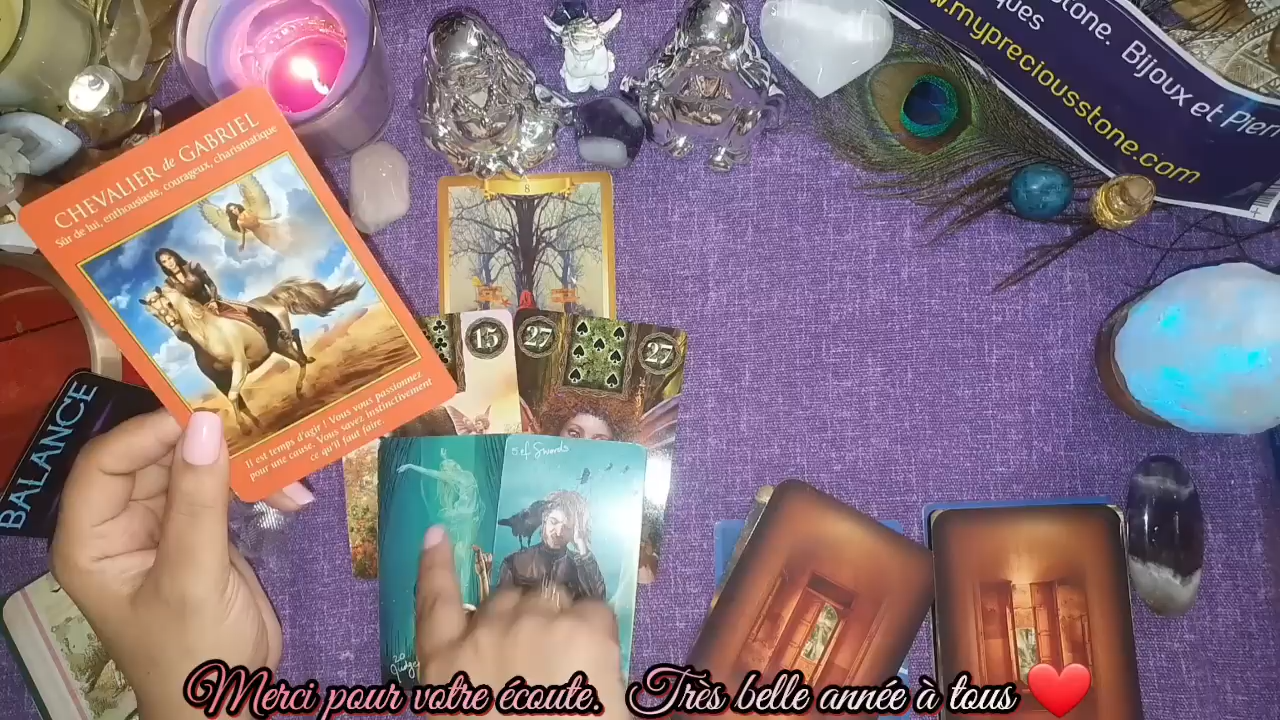 Stone. Bijoux et Pier
ques
w.mypreciousstone.com
CHEVALIER de GABRIEL
Sûr de lui, enthousiaste, courageux, charismatique
Il est temps d'agir ! Vous vous passionnez
pour une cause. Vous savez instinctivement
ce qu'il faut faire.
8
15
27
27
BALANCE
5 of Swords
20
Merci pour votre écoute. Très belle année à tous ❤️